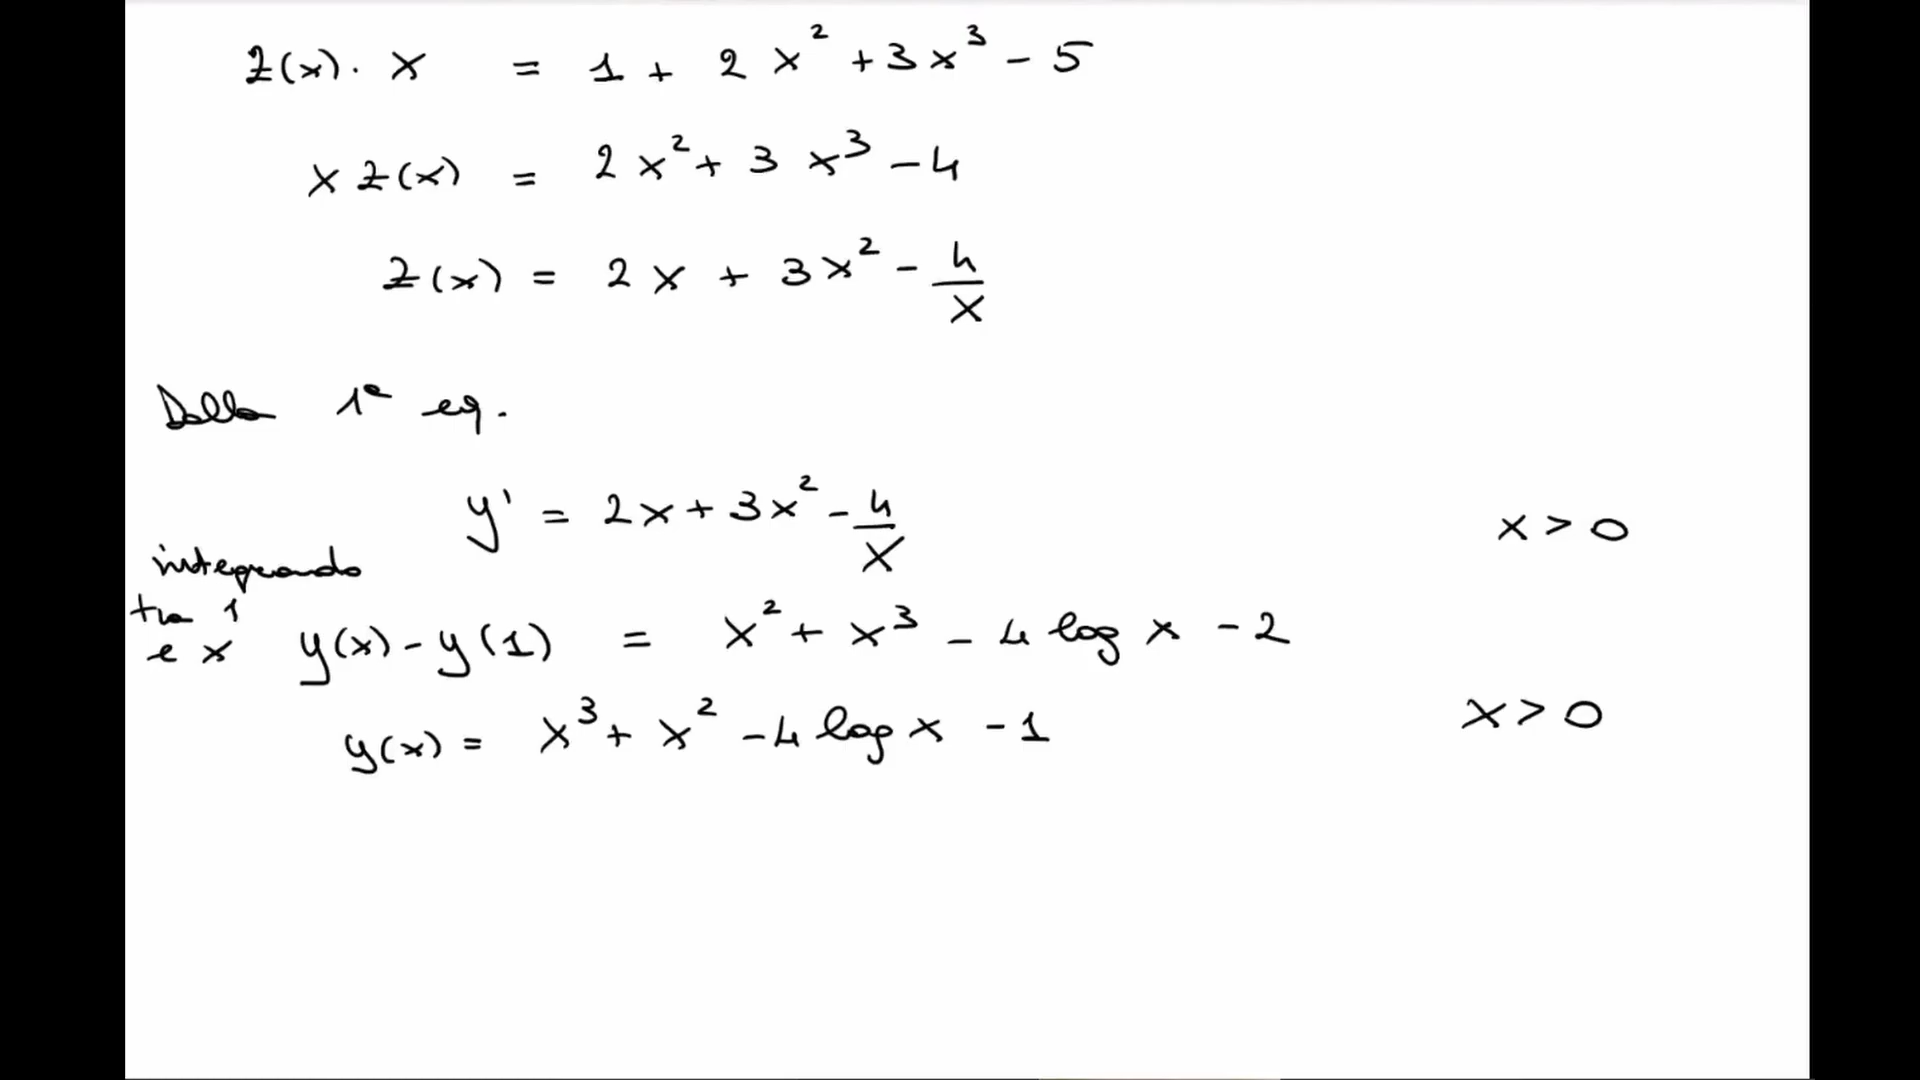 z(x) · x = 1 + 2x² + 3x³ - 5
x z(x) = 2x² + 3x³ - 4
z(x) = 2x + 3x² - 4/x
Dalla 1ª eq.
y' = 2x + 3x² - 4/x x > 0
integrando
tra 1
e x y(x) - y(1) = x² + x³ - 4 log x - 2
y(x) = x³ + x² - 4 log x - 1 x > 0